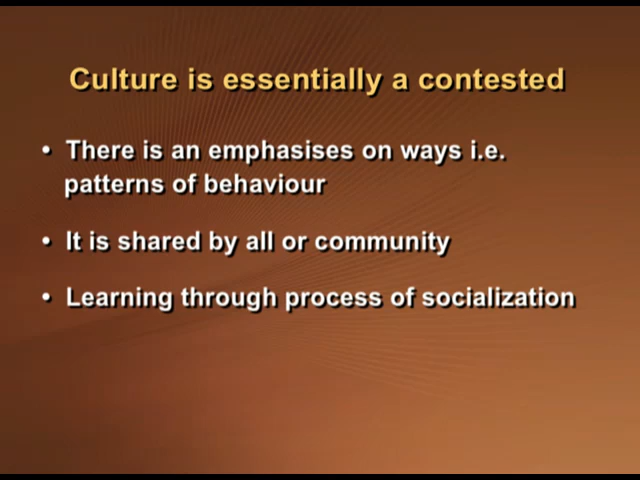 Culture is essentially a contested
• There is an emphasises on ways i.e.
patterns of behaviour
• It is shared by all or community
• Learning through process of socialization